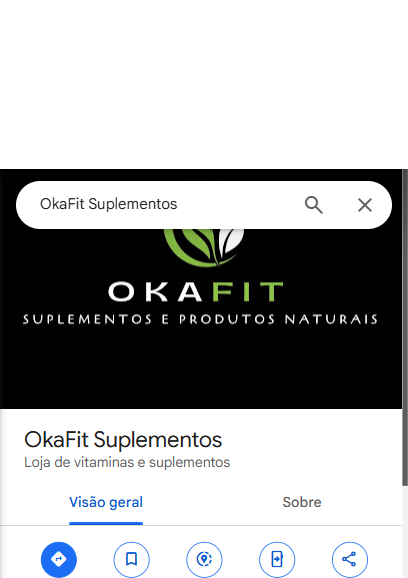 OkaFit Suplementos
OKAFIT
SUPLEMENTOS E PRODUTOS NATURAIS
OkaFit Suplementos
Loja de vitaminas e suplementos
Visão geral Sobre